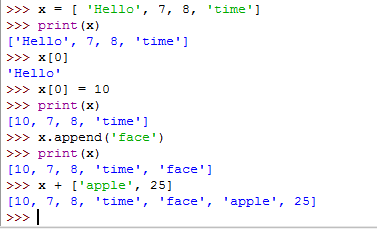 >>> x = [ 'Hello', 7, 8, 'time']
>>> print(x)
['Hello', 7, 8, 'time']
>>> x[0]
'Hello'
>>> x[0] = 10
>>> print(x)
[10, 7, 8, 'time']
>>> x.append('face')
>>> print(x)
[10, 7, 8, 'time', 'face']
>>> x + ['apple', 25]
[10, 7, 8, 'time', 'face', 'apple', 25]
>>>